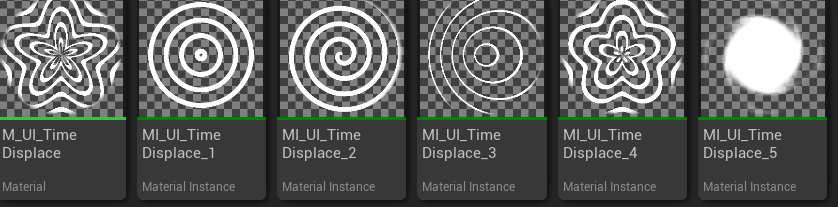 M_UI_Time
Displace
Material
MI_UI_Time
Displace_1
Material Instance
MI_UI_Time
Displace_2
Material Instance
MI_UI_Time
Displace_3
Material Instance
MI_UI_Time
Displace_4
Material Instance
MI_UI_Time
Displace_5
Material Instance